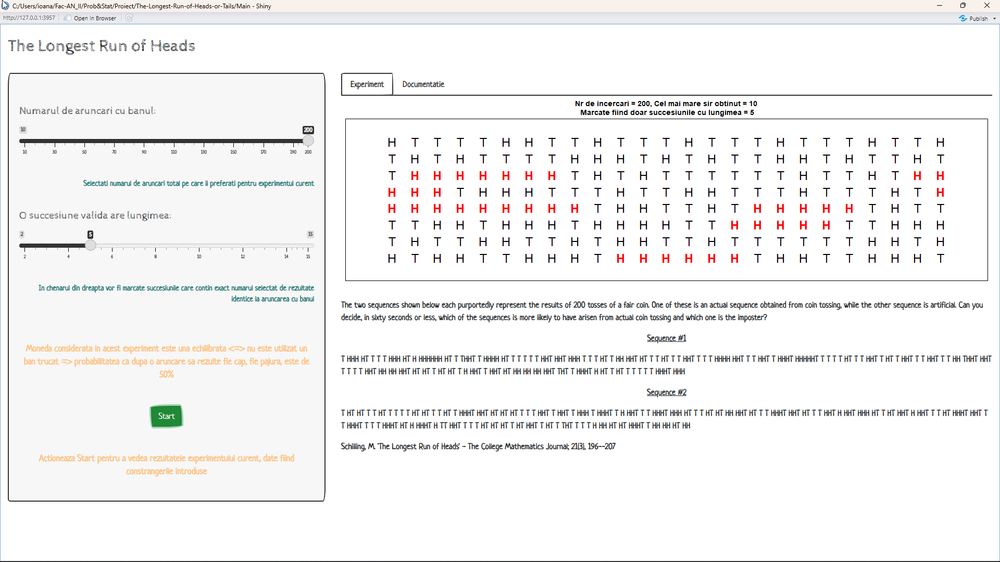 C:/Users/ioana/Fac-AN_II/Prob&Stat/Proiect/The-Longest-Run-of-Heads-or-Tails/Main - Shiny
http://127.0.0.1:3957 Open in Browser Publish
The Longest Run of Heads
Numarul de aruncari cu banul:
10 200
10 30 50 70 90 110 130 150 170 190 200
Selectati numarul de aruncari total pe care il preferati pentru experimentul curent
O succesiune valida are lungimea:
2 5 15
2 4 6 8 10 12 14 15
In chenarul din dreapta vor fi marcate succesiunile care contin exact numarul selectat de rezultate
identice la aruncarea cu banul
Moneda considerata in acest experiment este una echilibrata <=> nu este utilizat un
ban trucat => probabilitatea ca dupa o aruncare sa rezulte fie cap, fie pajura, este de
50%
Start
Actioneaza Start pentru a vedea rezultatele experimentului curent, date fiind
constrangerile introduse
Experiment Documentatie
Nr de incercari = 200, Cel mai mare sir obtinut = 10
Marcate fiind doar succesiunile cu lungimea = 5
H T T T T H H T T H T T T H T T T H T T T H T T H
T H T H T T T T H H H T H T H T T H H T H T T H T
T H H H H H H H T H T H T T T T T T H T T H T H H
H H H T H H H T T T H T T H H T T T H T T T H T H
H H H H H H H H H T H H T T H T H H H H H T H T T
T T H H T H H H T H H H H T T H H H H H T T H H H
T H T T H H T T H T H H T T H T T T T T T H H T H
H T H H T T H H H T H H H H H H T H H T T H H H T
The two sequences shown below each purportedly represent the results of 200 tosses of a fair coin. One of these is an actual sequence obtained from coin tossing, while the other sequence is artificial. Can you
decide, in sixty seconds or less, which of the sequences is more likely to have arisen from actual coin tossing and which one is the imposter?
Sequence #1
T HHH HT T T T HHH HT H HHHHHH HT T THHT T HHHH HT T T T T T HHT HHT HHH T T T HT T HH HHT HT T T HT T T HHT T T T HHHH HHT T T HHT T HHHT HHHHHT T T T T HT T T HHT T HT T HHT T T HHT T T HH THHT HHT
T T T T HHT HH HH HHT HT HT T HT HT T H HHT T HHT HT HH HH HH HHT THT T HHHT H HT T HT T T T T T HHHT HHH
Sequence #2
T HT HT T T HT T T T T HT HT T T HT T HHHT HHT HT HT HT T T T HHT T HHT T HHH T HHHT T H HHT T T HHHT HHH HT T T HT HT HH HHT HT T T HHHT HHT HT T T HHT H HHT HHH HT T HT HHT H HHT T T HT HHHT HHT T
T HHHT T T T HHHT HT H HHHT H TT HHT T T T HT HT HT T HT HHT T HT T THT T T T H HH HT HT HHHT T HH HH HT HH
Schilling, M. 'The Longest Run of Heads' - The College Mathematics Journal; 21(3), 196--207